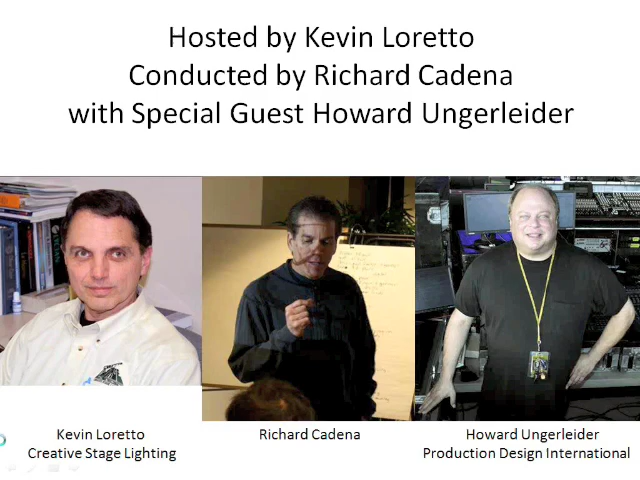 Hosted by Kevin Loretto
Conducted by Richard Cadena
with Special Guest Howard Ungerleider
Kevin Loretto
Creative Stage Lighting
Richard Cadena
Howard Ungerleider
Production Design International